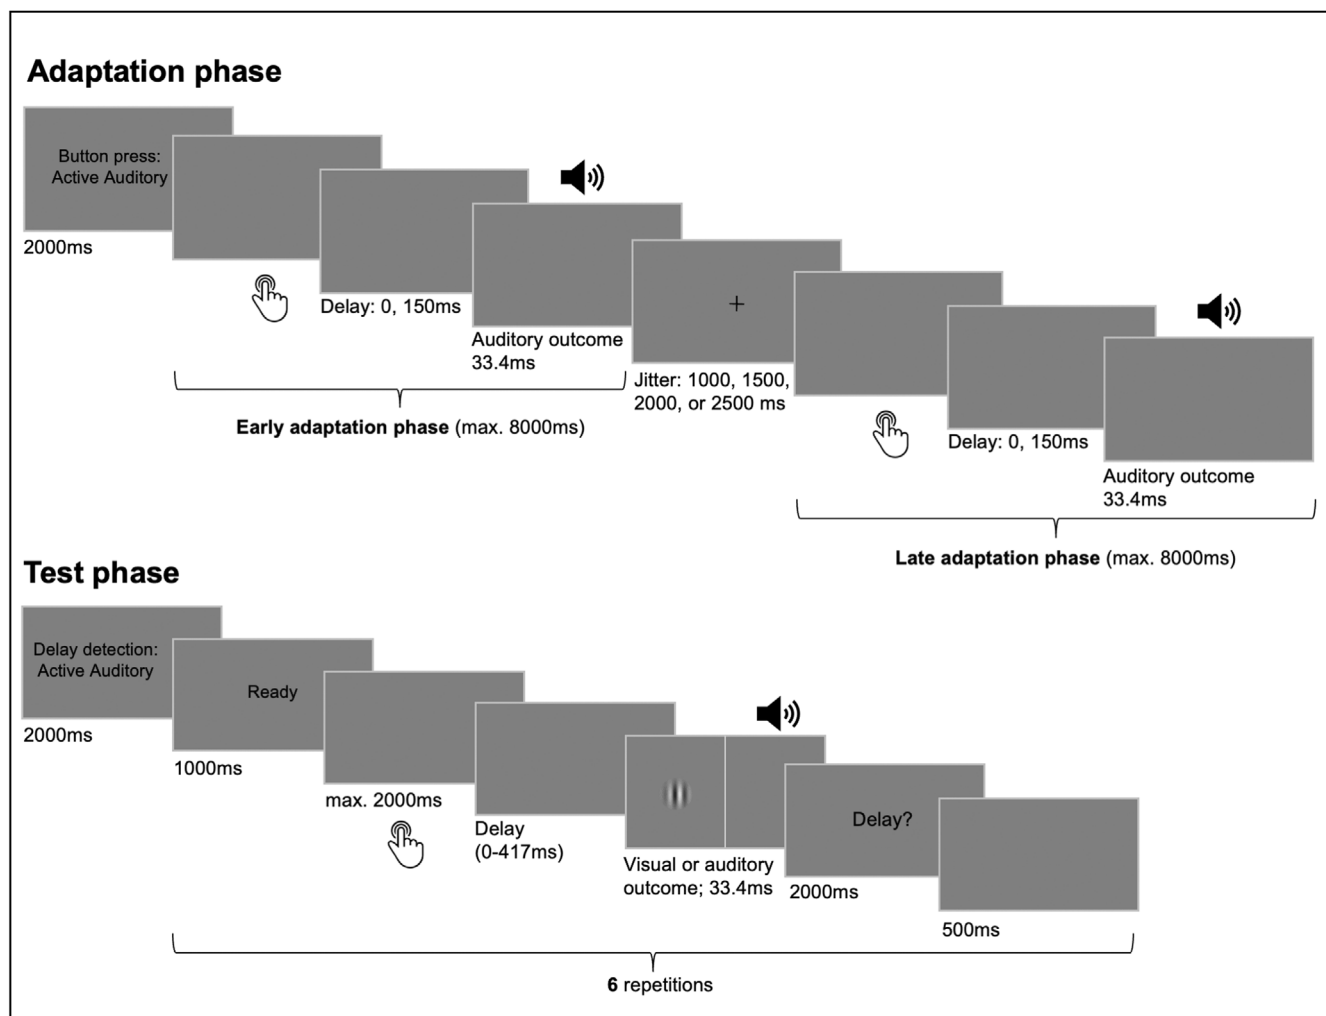 Adaptation phase
Button press:
Active Auditory
2000ms
Delay: 0, 150ms
Auditory outcome
33.4ms
Early adaptation phase (max. 8000ms)
+
Jitter: 1000, 1500,
2000, or 2500 ms
Delay: 0, 150ms
Auditory outcome
33.4ms
Late adaptation phase (max. 8000ms)
Test phase
Delay detection:
Active Auditory
2000ms
Ready
1000ms
max. 2000ms
Delay
(0-417ms)
Visual or auditory
outcome; 33.4ms
Delay?
2000ms
500ms
6 repetitions